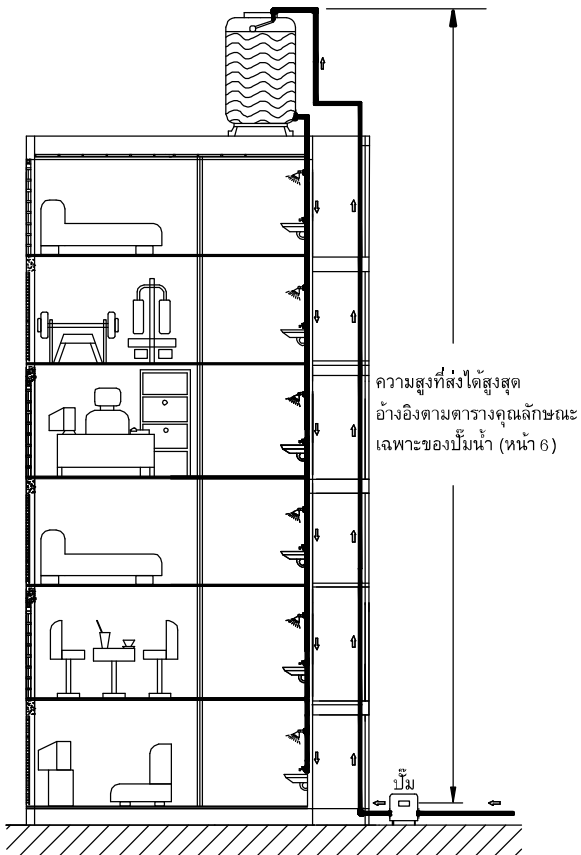 ความสูงที่ส่งได้สูงสุด
อ้างอิงตามตารางคุณลักษณะ
เฉพาะของปั๊มน้ำ (หน้า 6)
ปั๊ม